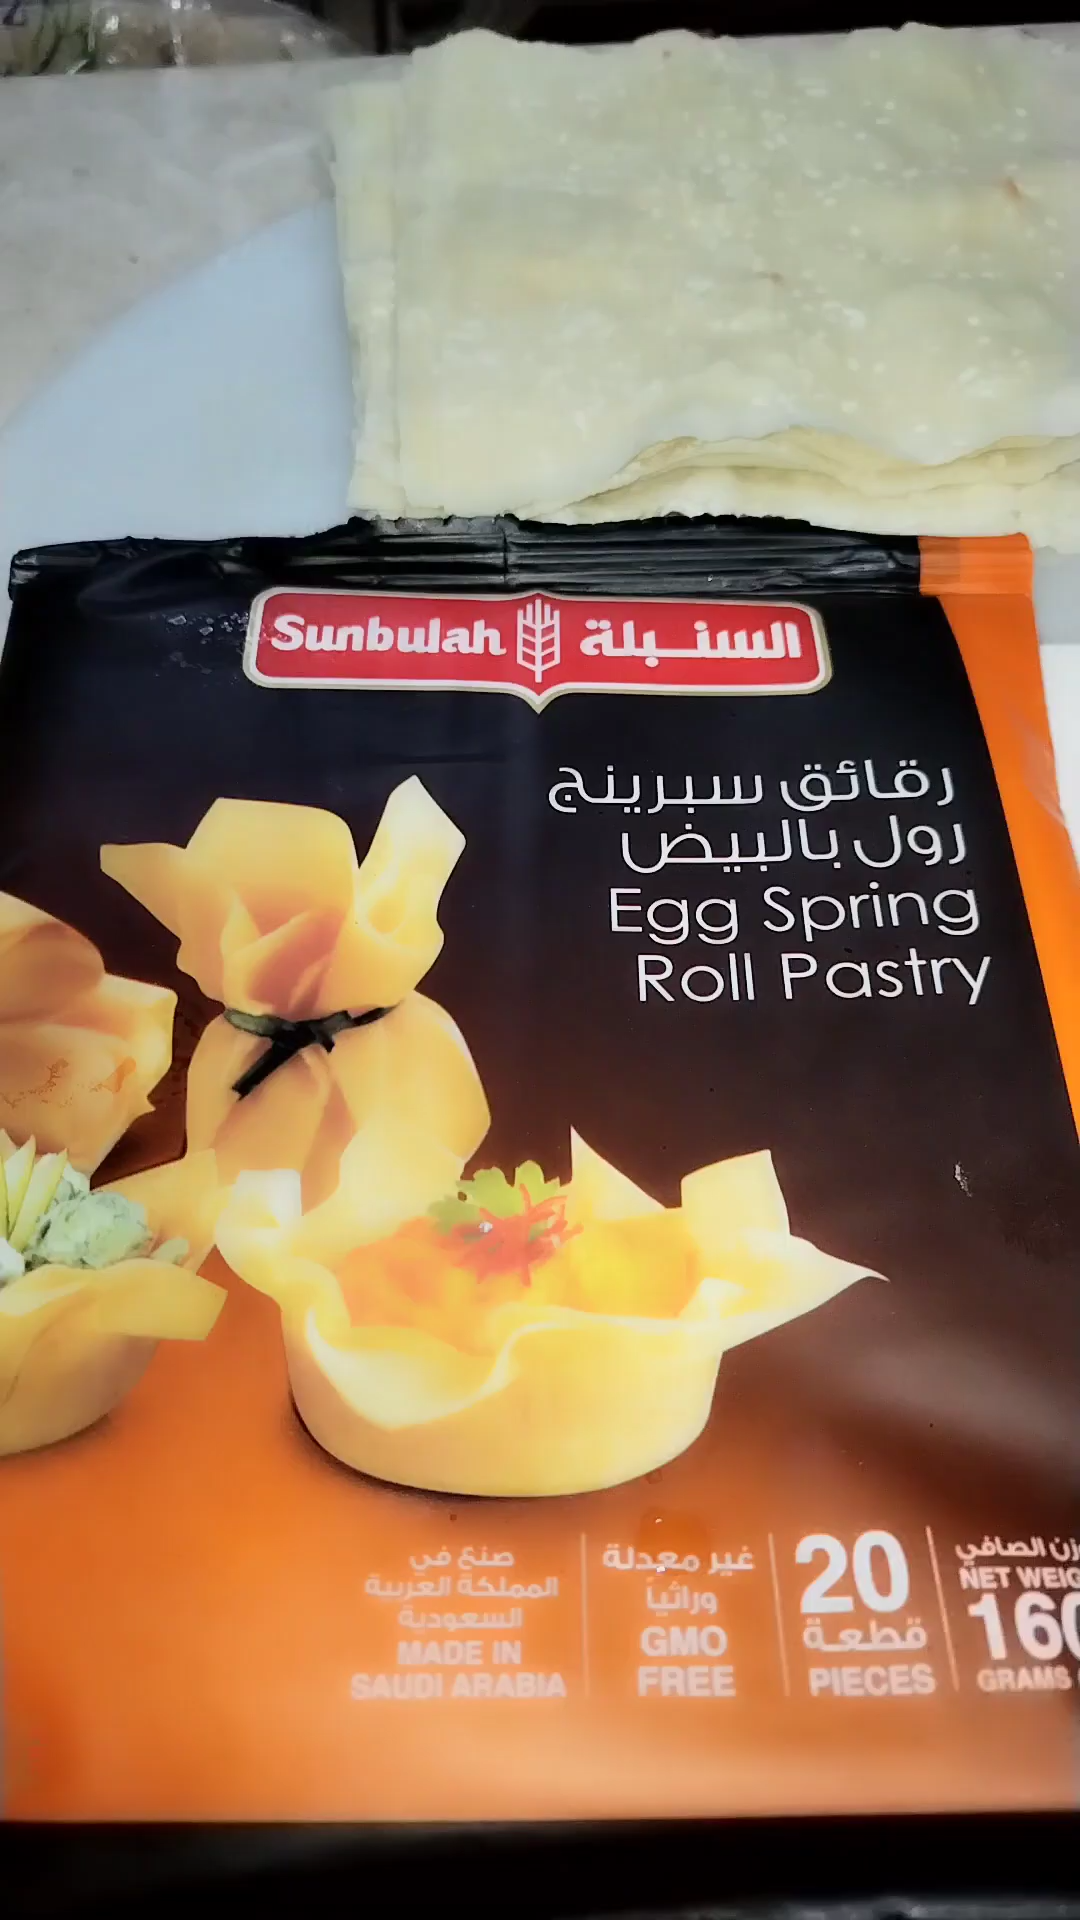 Sunbulah السنبلة
رقائق سبرينج
رول بالبيض
Egg Spring
Roll Pastry
صنع في
المملكة العربية
السعودية
MADE IN
SAUDI ARABIA
غير معدلة
وراثياً
GMO
FREE
20
قطعة
PIECES
الصافي
NET
160
GRAMS